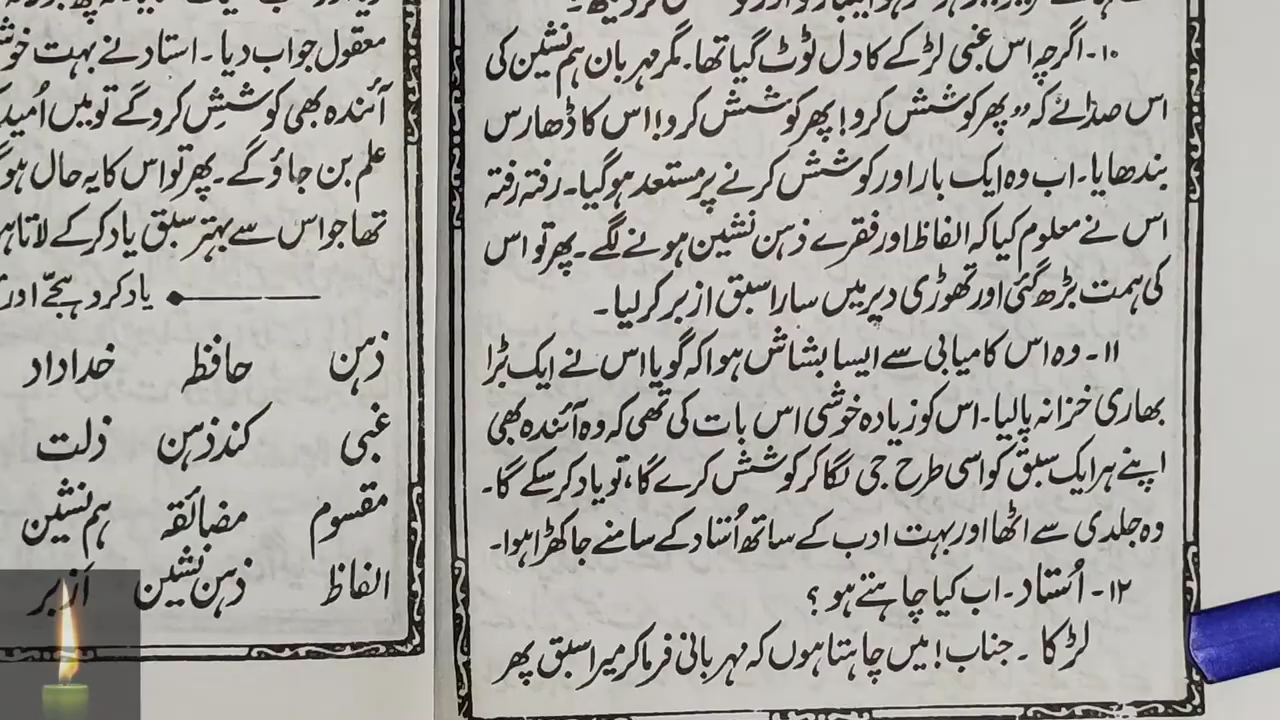 ۱۰- اگرچہ اس غبی لڑکے کا دل ٹوٹ گیا تھا۔ مگر مہربان ہم نشین کی
اس صدائے کہ ”پھر کوشش کرو! پھر کوشش کرو! اس کا ڈھارس
بندھایا۔ اب وہ ایک بار اور کوشش کرنے پر مستعد ہو گیا۔ رفتہ رفتہ
اس نے معلوم کیا کہ الفاظ اور فقرے ذہن نشین ہونے لگے۔ پھر تو اس
کی ہمت بڑھ گئی اور تھوڑی دیر میں سارا سبق ازبر کر لیا۔
۱۱- وہ اس کامیابی سے ایسا بشاش ہوا کہ گویا اس نے ایک بڑا
بھاری خزانہ پالیا۔ اس کو زیادہ خوشی اس بات کی تھی کہ وہ آئندہ بھی
اپنے ہر ایک سبق کو اسی طرح جی لگا کر کوشش کرے گا، تو یاد کر سکے گا۔
وہ جلدی سے اٹھا اور بہت ادب کے ساتھ اُستاد کے سامنے جا کھڑا ہوا۔
۱۲- اُستاد۔ اب کیا چاہتے ہو ؟
لڑکا ۔ جناب! میں چاہتا ہوں کہ مہربانی فرما کر میرا سبق پھر
معقول جواب دیا ۔ استاد نے بہت
آئندہ بھی کوشش کرو گے تو میں
علم بن جاؤ گے ۔ پھر تو اس کا یہ حال
تھا جو اس سے بہتر سبق یاد کر کے لاتا
یاد کرو ہجّے اور
ذہن حافظہ خداداد
غبی کند ذہن ذلت
مقسوم مضائقہ ہم نشین
الفاظ ذہن نشین ازبر